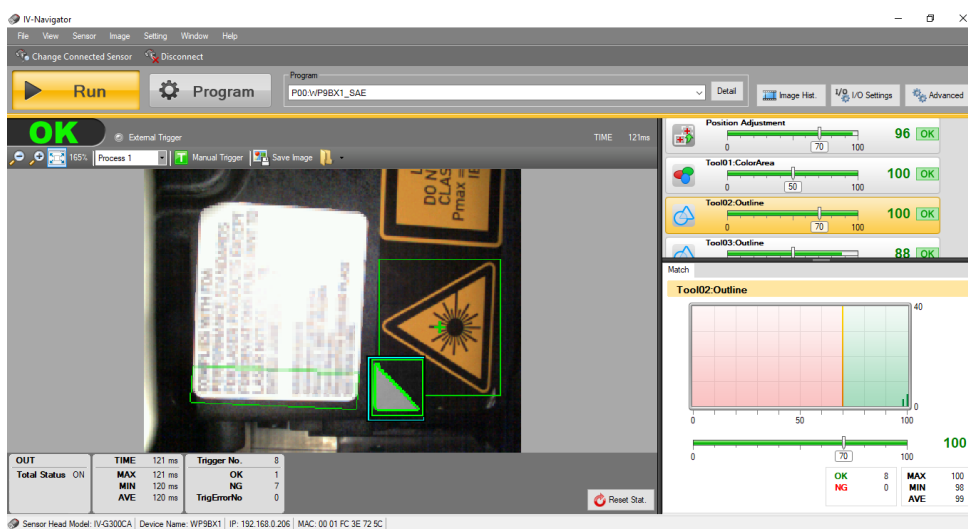 IV-Navigator
File View Sensor Image Setting Window Help
Change Connected Sensor Disconnect
Run Program Program P00:WP9BX1_SAE Detail Image Hist. I/O Settings Advanced
OK External Trigger TIME 121ms
165% Process 1 Manual Trigger Save Image
DO N
CLAS
Pmax =
Position Adjustment
96 OK
0 70 100
Tool01:ColorArea
100 OK
0 50 100
Tool02:Outline
100 OK
0 70 100
Tool03:Outline
88 OK
Match
Tool02:Outline
40
0
0 50 100
100
0 70 100
OK 8 MAX 100
NG 0 MIN 98
AVE 99
OUT TIME 121 ms Trigger No. 8
Total Status ON MAX 121 ms OK 1
MIN 120 ms NG 7
AVE 120 ms TrigErrorNo 0
Reset Stat.
Sensor Head Model: IV-G300CA Device Name: WP9BX1 IP: 192.168.0.206 MAC: 00 01 FC 3E 72 5C